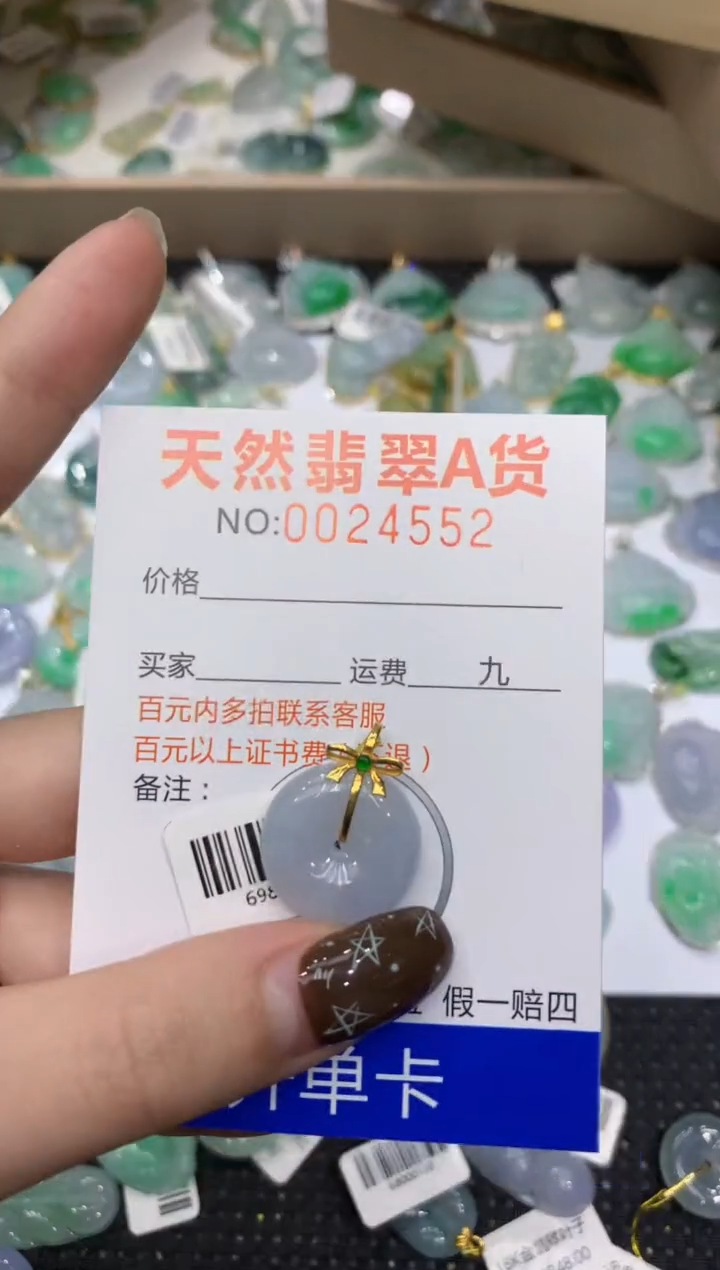 天然翡翠A货
NO:0024552
价格
买家 运费 九
百元内多拍联系客服
百元以上证书费 退）
备注：
698
假一赔四
单卡